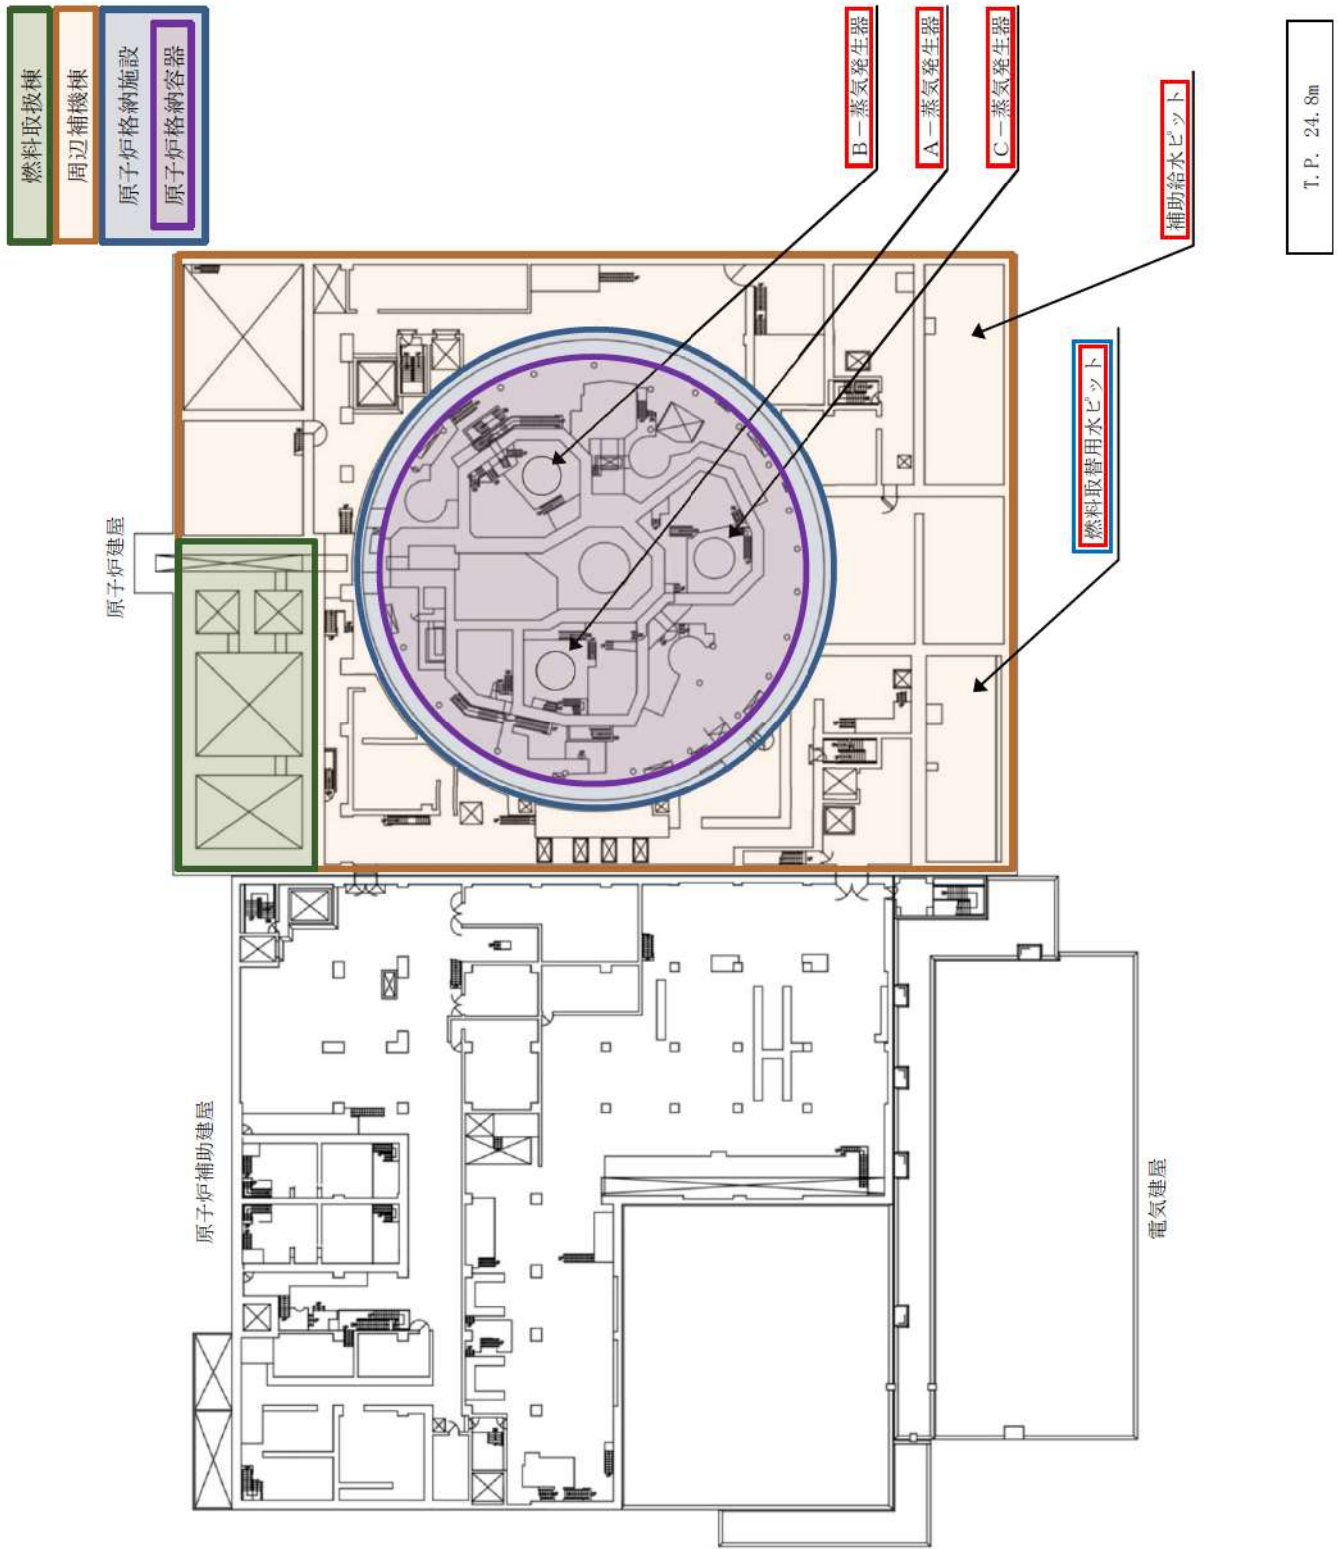 燃料取扱棟
周辺補機棟
原子炉格納施設
原子炉格納容器
B－蒸気発生器
A－蒸気発生器
C－蒸気発生器
補助給水ピット
燃料取替用水ピット
T.P. 24.8m
原子炉建屋
原子炉補助建屋
電気建屋